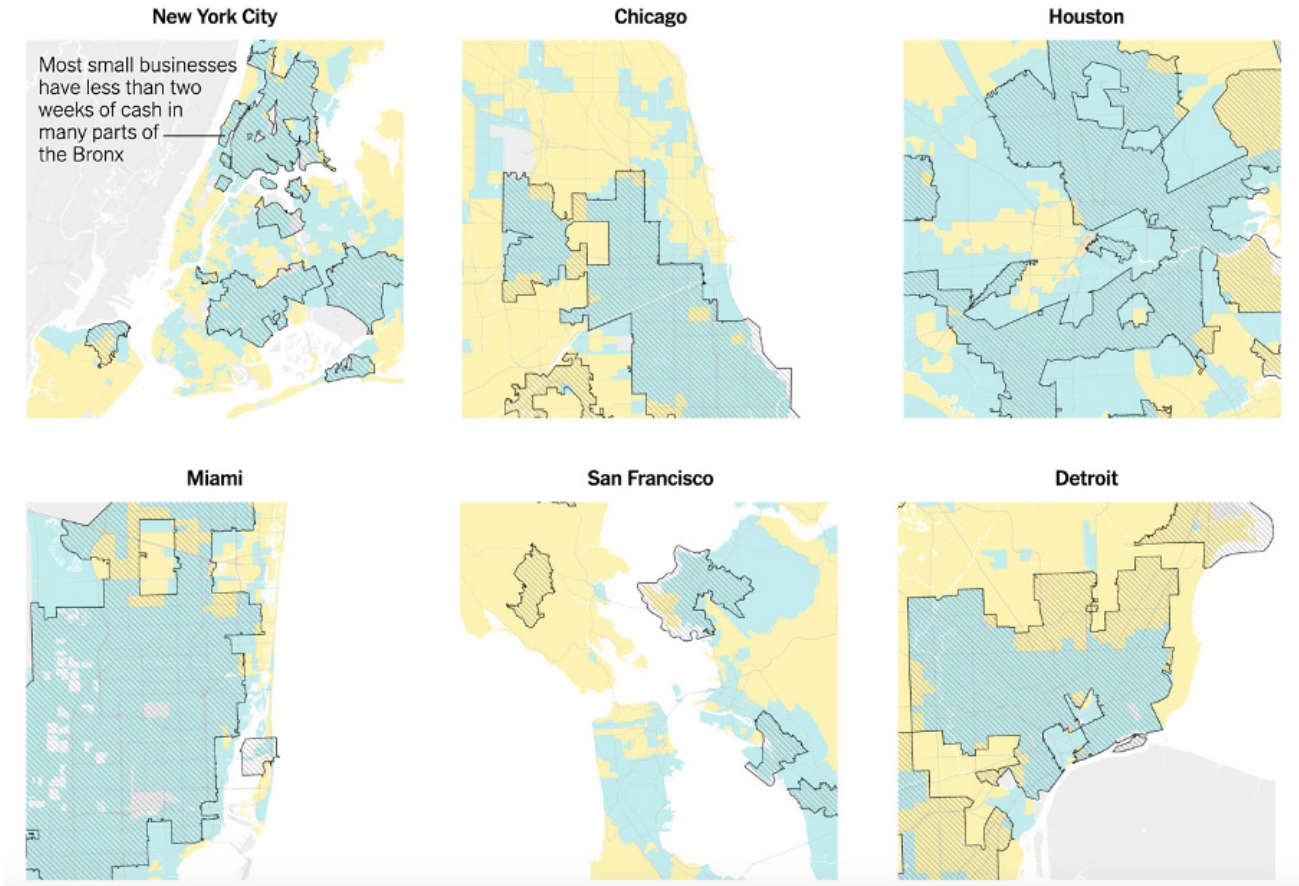 New York City
Most small businesses
have less than two
weeks of cash in
many parts of
the Bronx
Chicago
Houston
Miami
San Francisco
Detroit